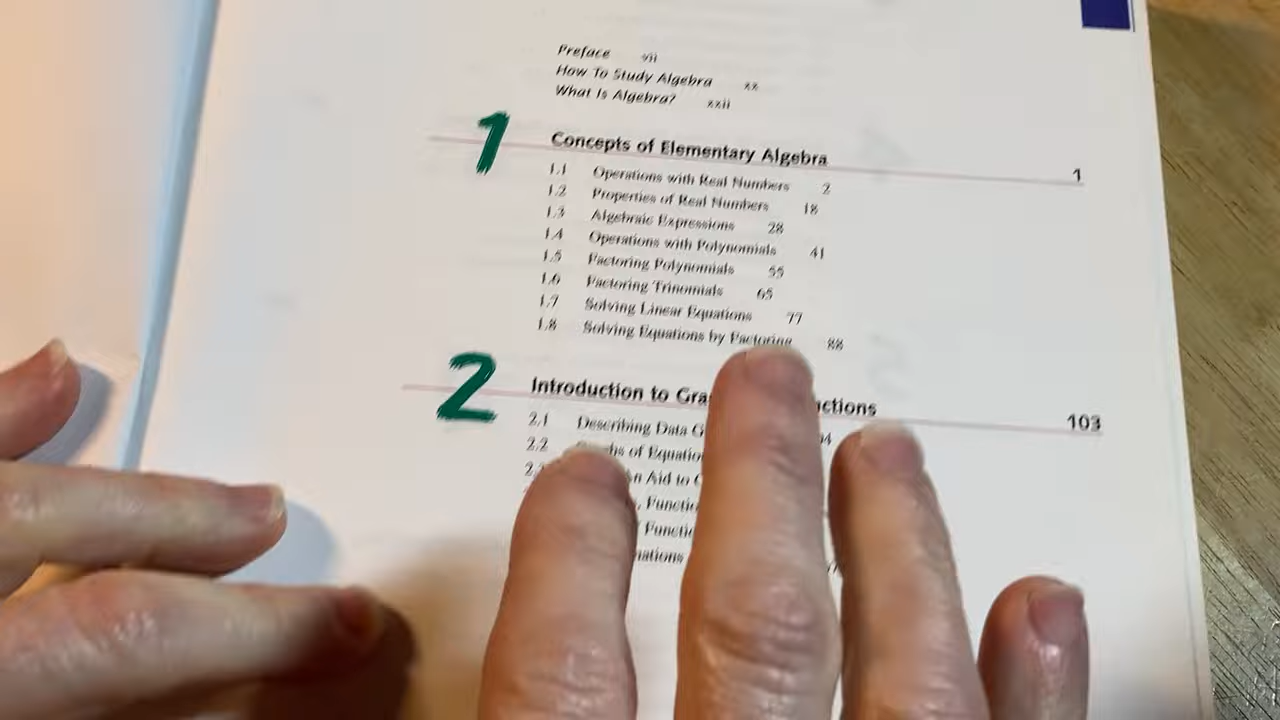 Preface vii
How To Study Algebra xx
What Is Algebra? xxii
1 Concepts of Elementary Algebra 1
1.1 Operations with Real Numbers 2
1.2 Properties of Real Numbers 18
1.3 Algebraic Expressions 28
1.4 Operations with Polynomials 41
1.5 Factoring Polynomials 55
1.6 Factoring Trinomials 65
1.7 Solving Linear Equations 77
1.8 Solving Equations by Factoring 88
2 Introduction to 103
2.1 Describing Data
2.2 of
An Aid to